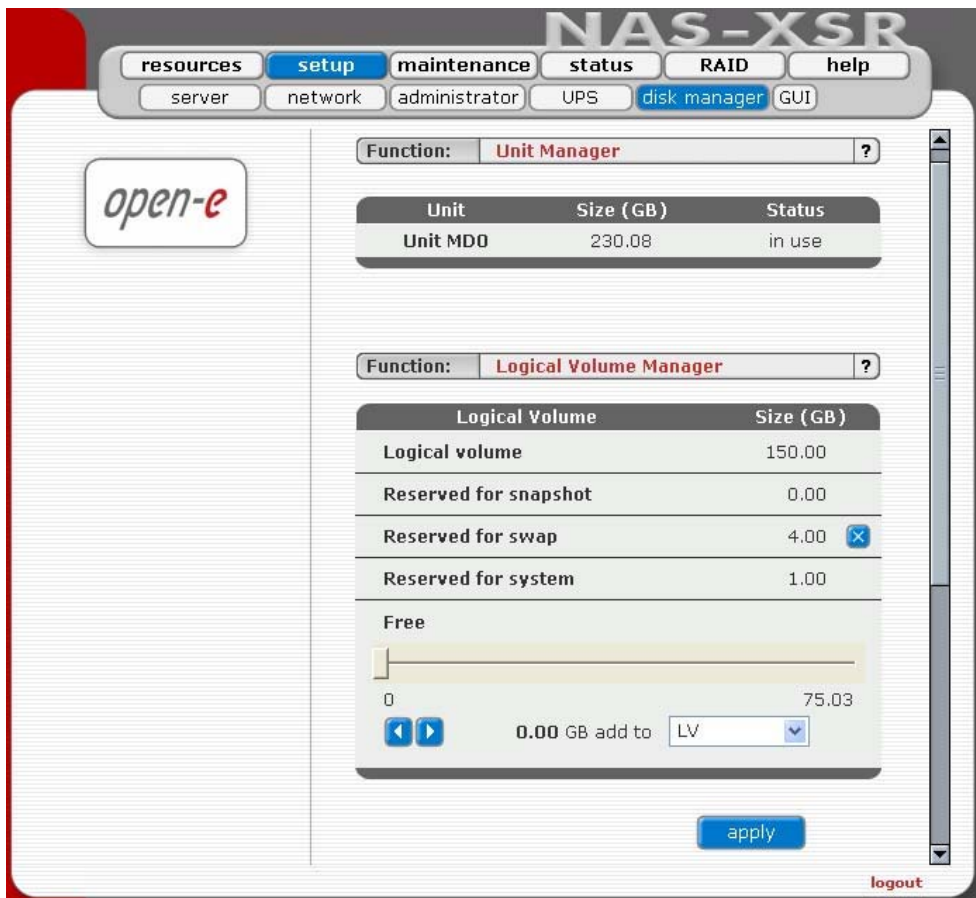 NAS-XSR
resources setup maintenance status RAID help
server network administrator UPS disk manager GUI
open-e
Function: Unit Manager ?
Unit Size (GB) Status
Unit MD0 230.08 in use
Function: Logical Volume Manager ?
Logical Volume Size (GB)
Logical volume 150.00
Reserved for snapshot 0.00
Reserved for swap 4.00
Reserved for system 1.00
Free
0 75.03
0.00 GB add to LV
apply
logout